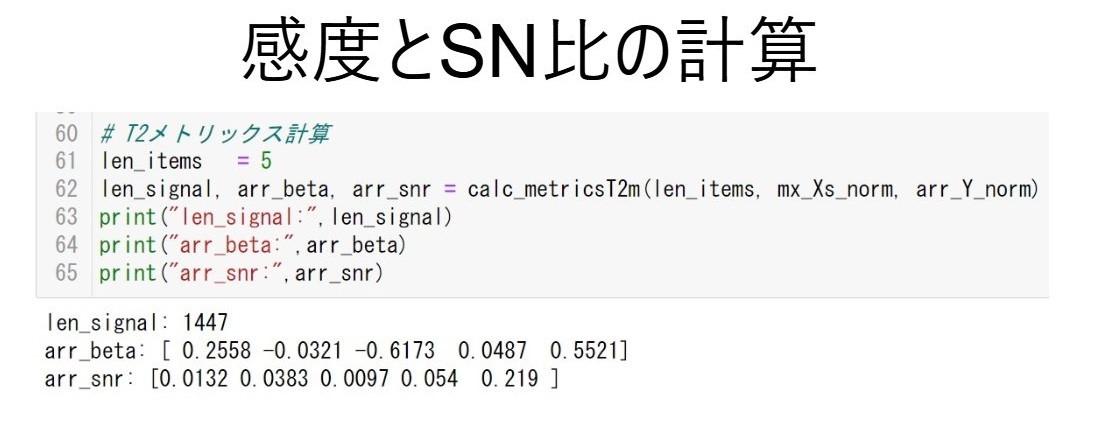 感度とSN比の計算
60 # T2メトリックス計算
61 len_items   = 5
62 len_signal, arr_beta, arr_snr = calc_metricsT2m(len_items, mx_Xs_norm, arr_Y_norm)
63 print("len_signal:",len_signal)
64 print("arr_beta:",arr_beta)
65 print("arr_snr:",arr_snr)
len_signal: 1447
arr_beta: [ 0.2558 -0.0321 -0.6173  0.0487  0.5521]
arr_snr: [0.0132 0.0383 0.0097 0.054  0.219 ]